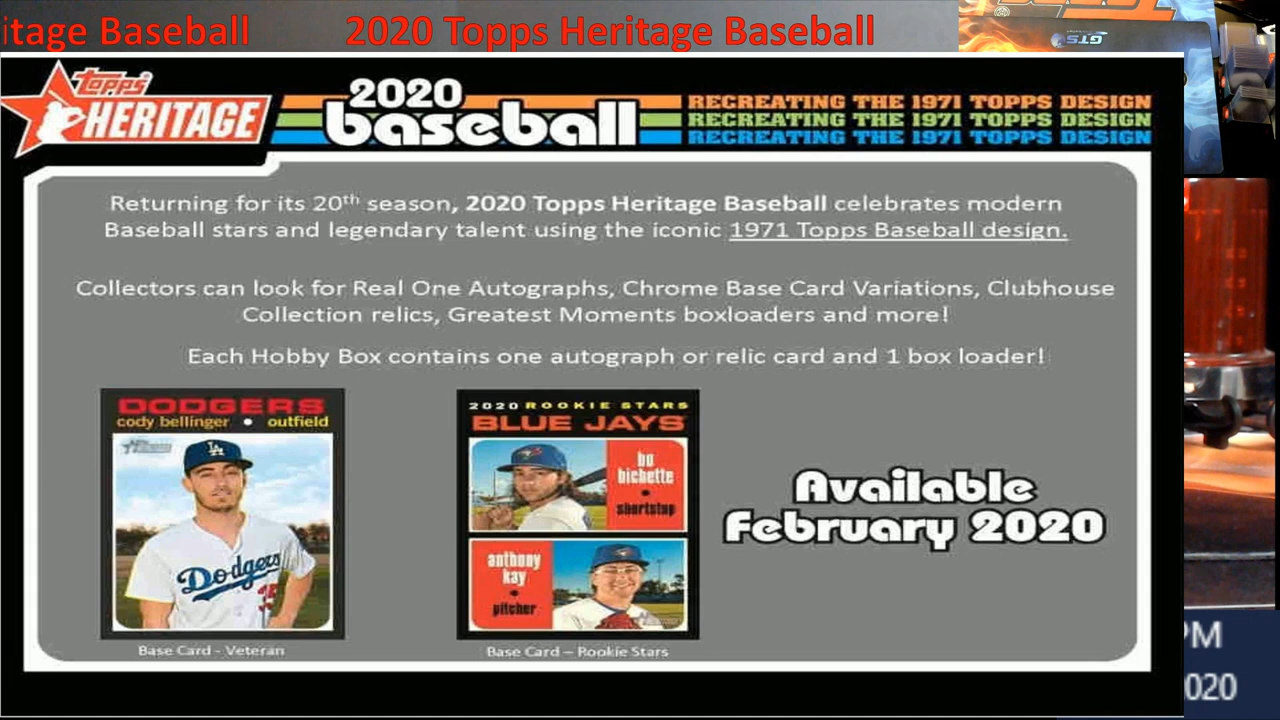 itage Baseball 2020 Topps Heritage Baseball
GTS
topps HERITAGE
2020 baseball
RECREATING THE 1971 TOPPS DESIGN
RECREATING THE 1971 TOPPS DESIGN
RECREATING THE 1971 TOPPS DESIGN
Returning for its 20th season, 2020 Topps Heritage Baseball celebrates modern
Baseball stars and legendary talent using the iconic 1971 Topps Baseball design.
Collectors can look for Real One Autographs, Chrome Base Card Variations, Clubhouse
Collection relics, Greatest Moments boxloaders and more!
Each Hobby Box contains one autograph or relic card and 1 box loader!
DODGERS
cody bellinger • outfield
LA
Dodgers
35
Base Card - Veteran
2020 ROOKIE STARS
BLUE JAYS
bo
bichette
•
shortstop
anthony
kay
•
pitcher
Base Card – Rookie Stars
Available
February 2020
PM
020